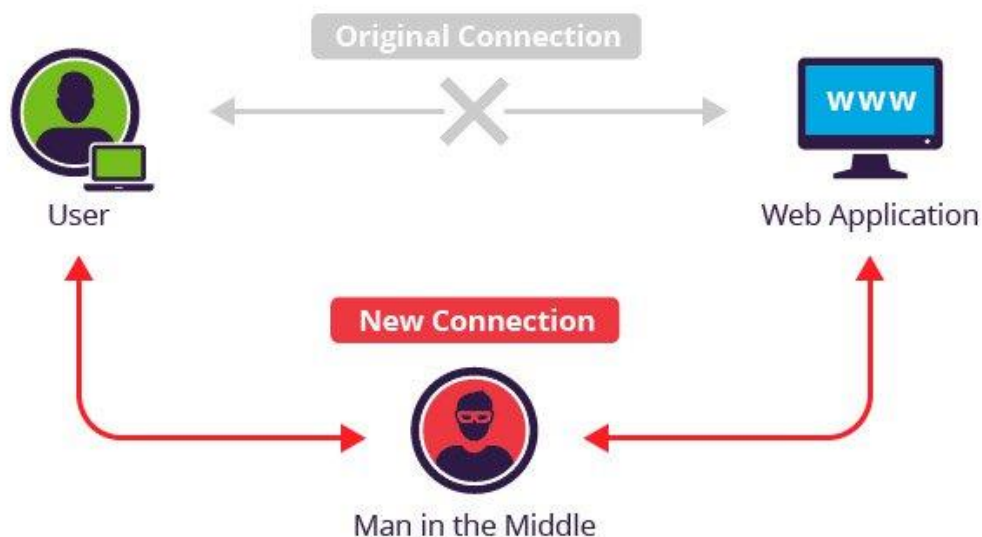 Original Connection
www
User
Web Application
New Connection
Man in the Middle